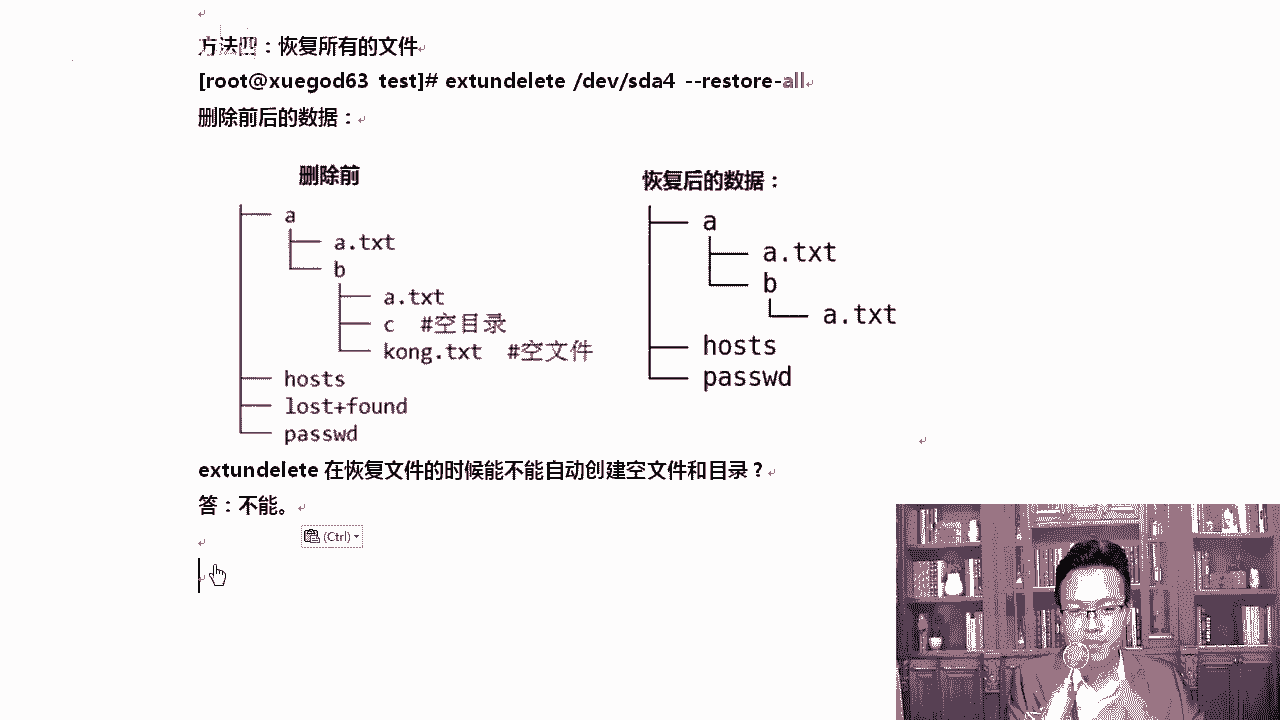 方法四：恢复所有的文件
[root@xuegod63 test]# extundelete /dev/sda4 --restore-all
删除前后的数据：
删除前
a
a.txt
b
a.txt
c #空目录
kong.txt #空文件
hosts
lost+found
passwd
恢复后的数据：
a
a.txt
b
a.txt
hosts
passwd
extundelete 在恢复文件的时候能不能自动创建空文件和目录？
答：不能。
(Ctrl)